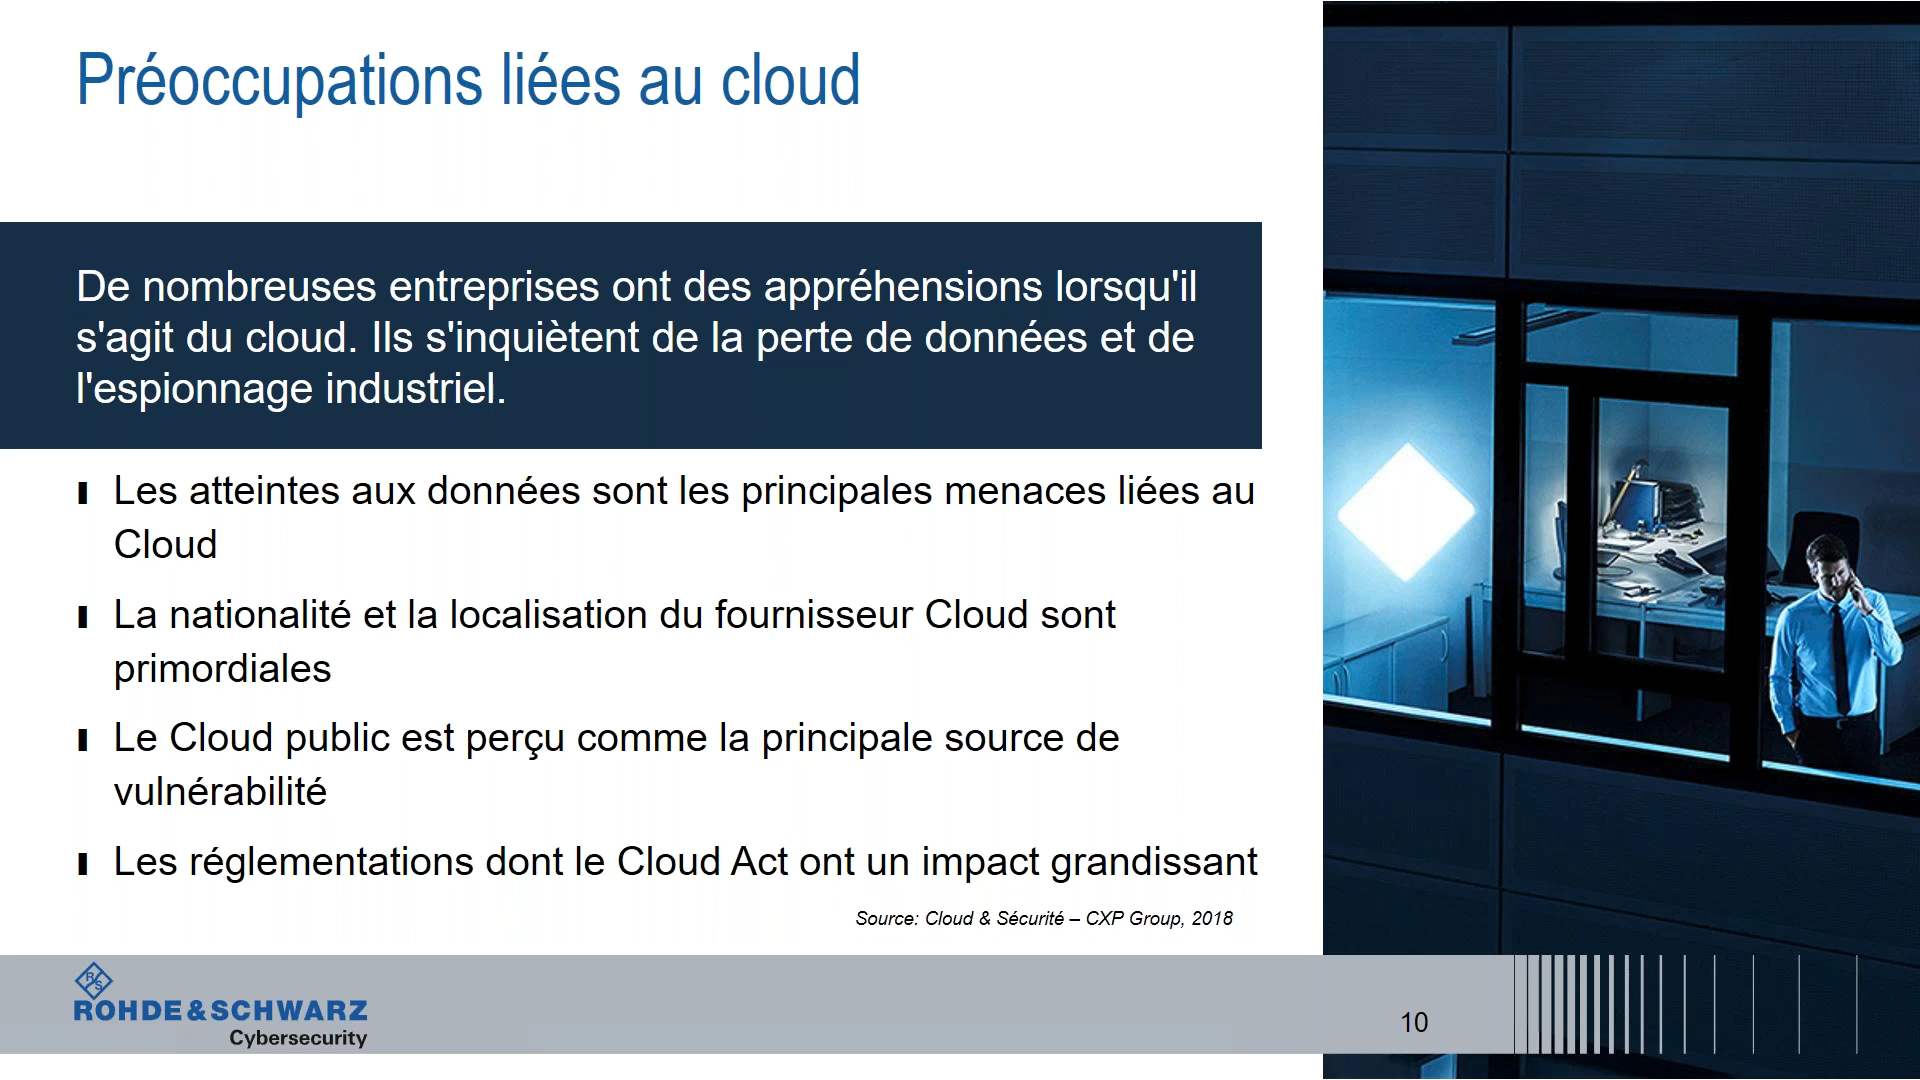 Préoccupations liées au cloud
De nombreuses entreprises ont des appréhensions lorsqu'il
s'agit du cloud. Ils s'inquiètent de la perte de données et de
l'espionnage industriel.
Les atteintes aux données sont les principales menaces liées au
Cloud
La nationalité et la localisation du fournisseur Cloud sont
primordiales
Le Cloud public est perçu comme la principale source de
vulnérabilité
Les réglementations dont le Cloud Act ont un impact grandissant
Source: Cloud & Sécurité – CXP Group, 2018
R S
ROHDE&SCHWARZ
Cybersecurity
10